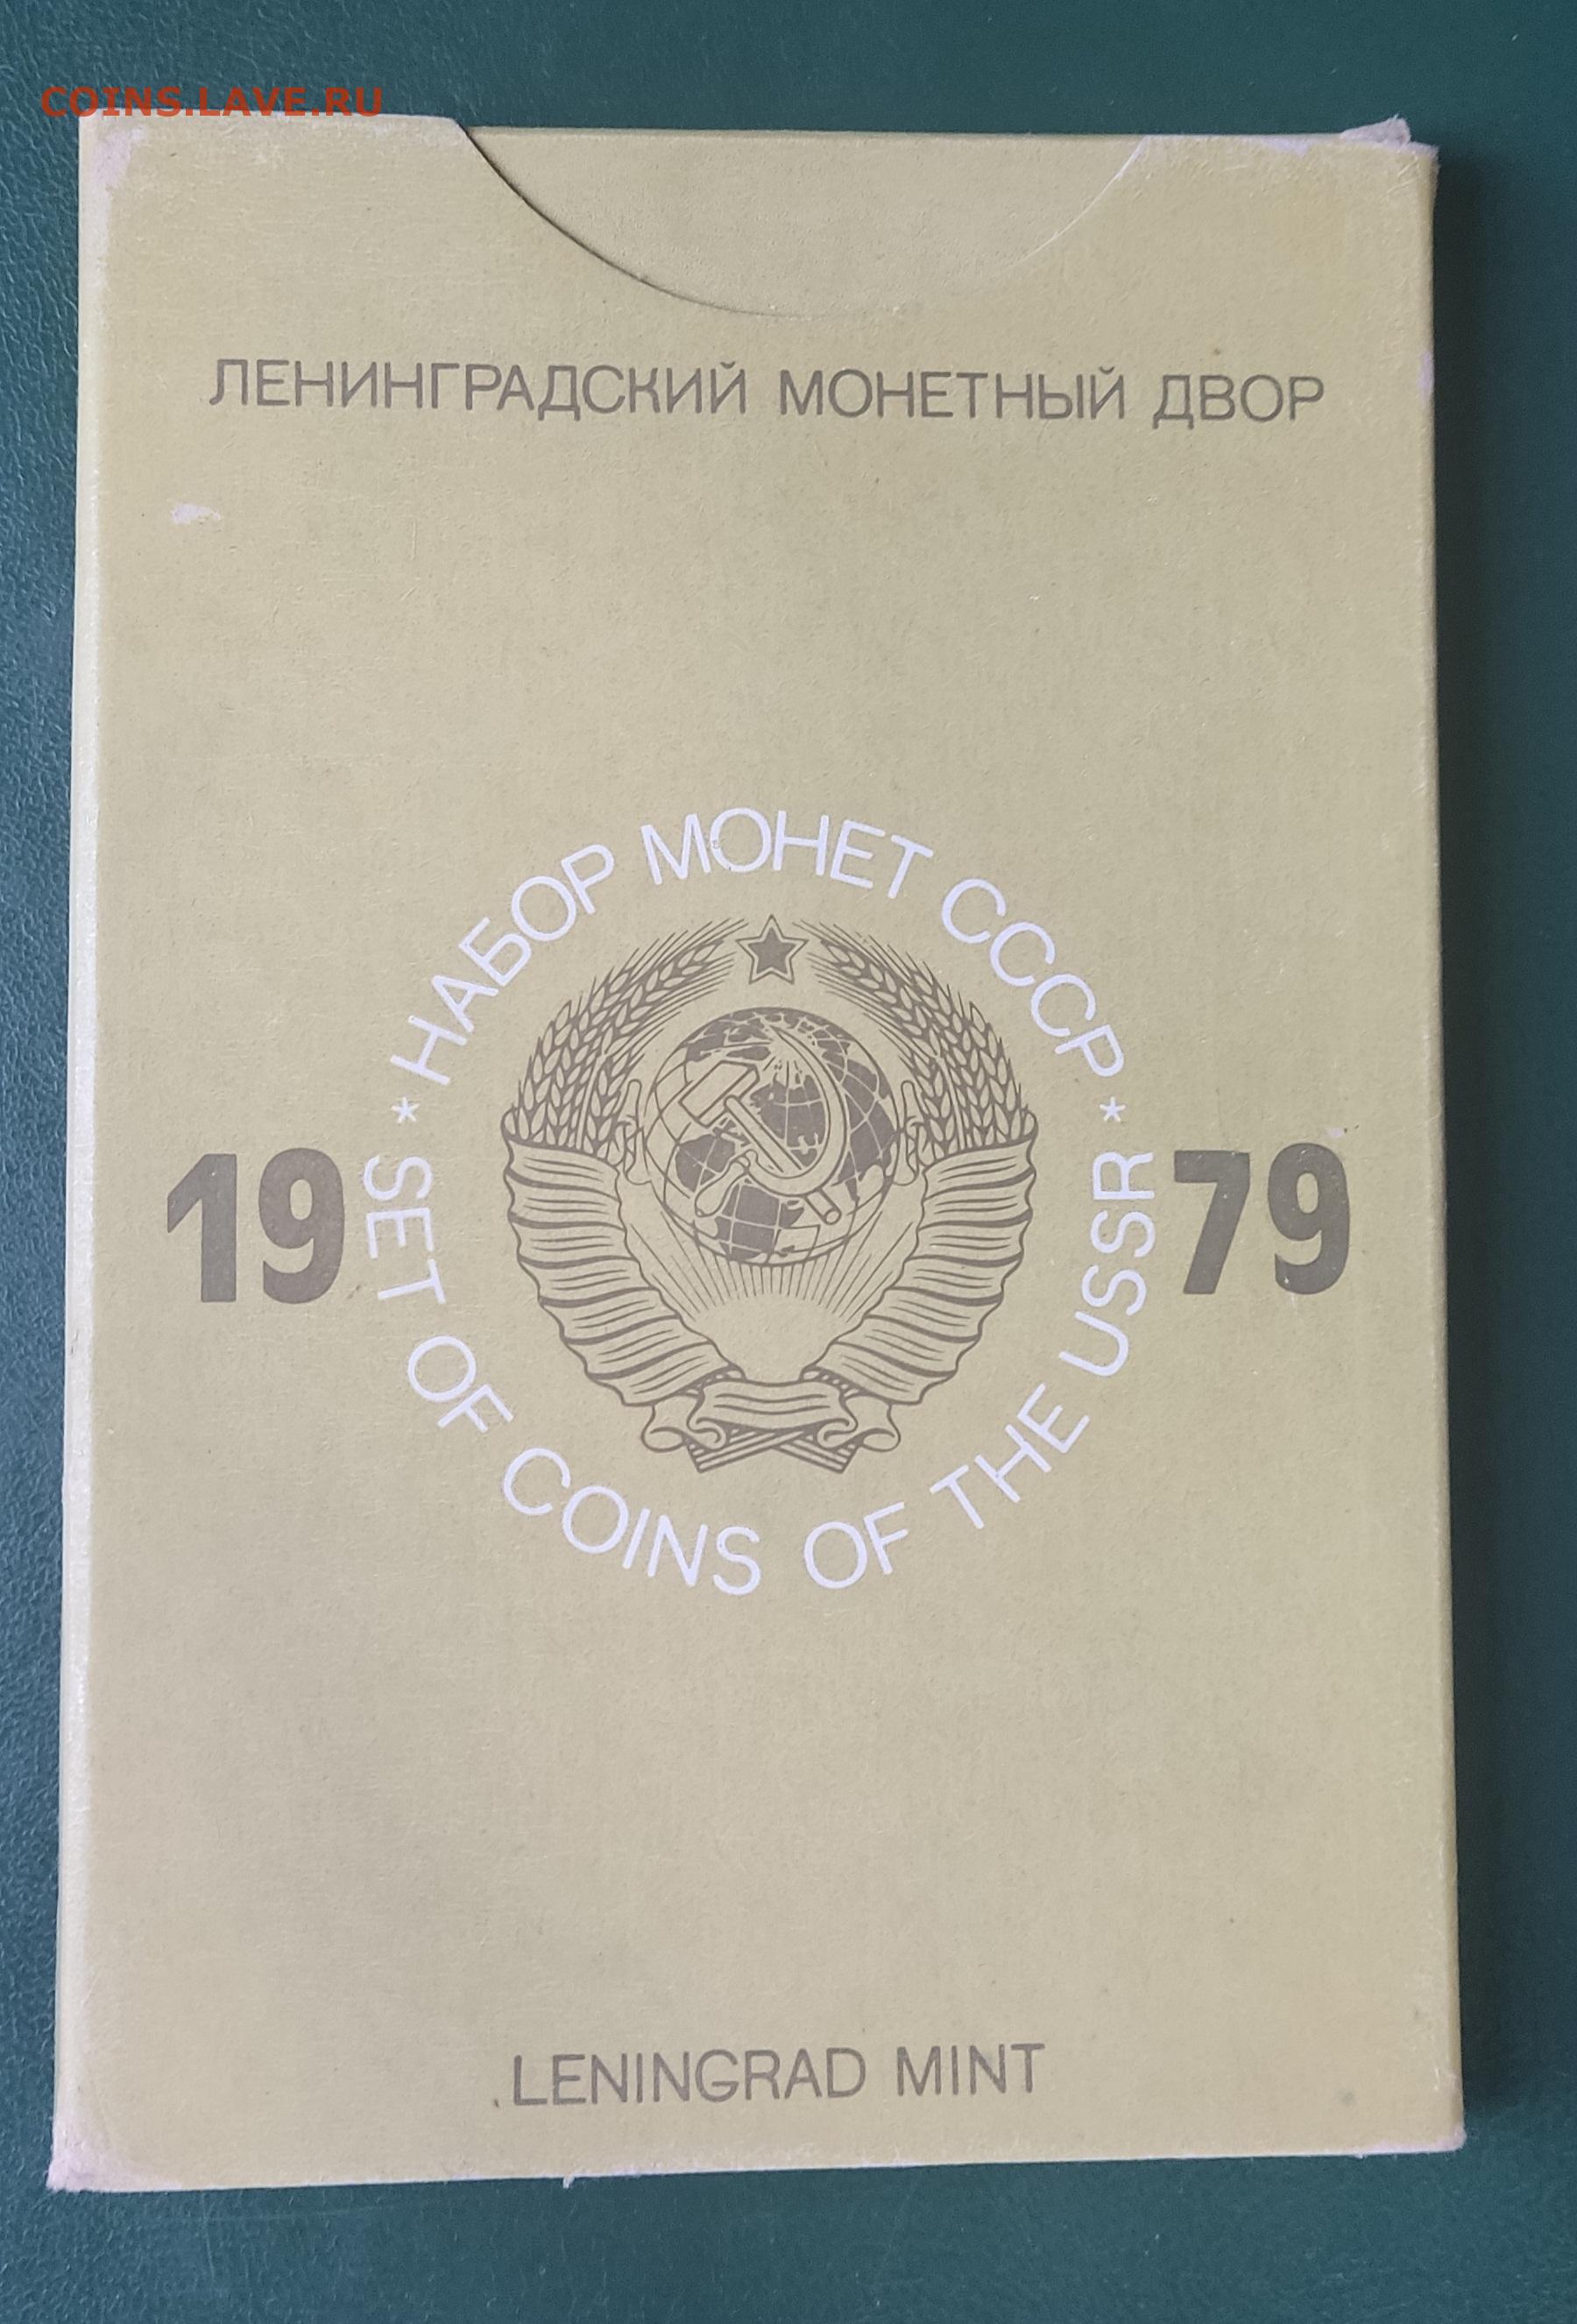 COINS.LAVE.RU
ЛЕНИНГРАДСКИЙ МОНЕТНЫЙ ДВОР
* НАБОР МОНЕТ СССР *
19 79
SET OF COINS OF THE USSR
LENINGRAD MINT